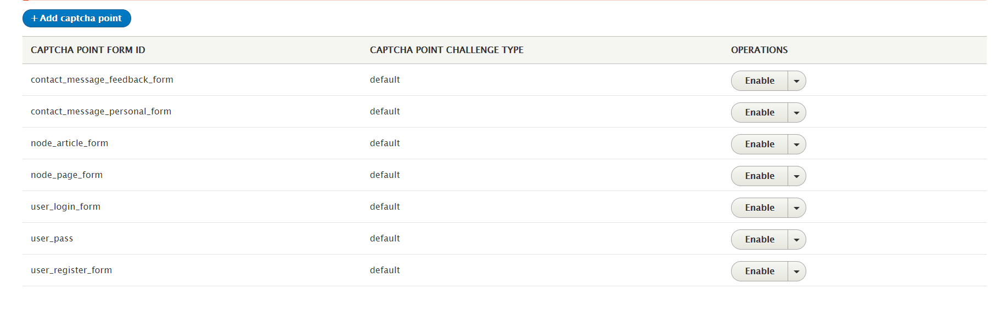 + Add captcha point
CAPTCHA POINT FORM ID CAPTCHA POINT CHALLENGE TYPE OPERATIONS
contact_message_feedback_form default Enable
contact_message_personal_form default Enable
node_article_form default Enable
node_page_form default Enable
user_login_form default Enable
user_pass default Enable
user_register_form default Enable